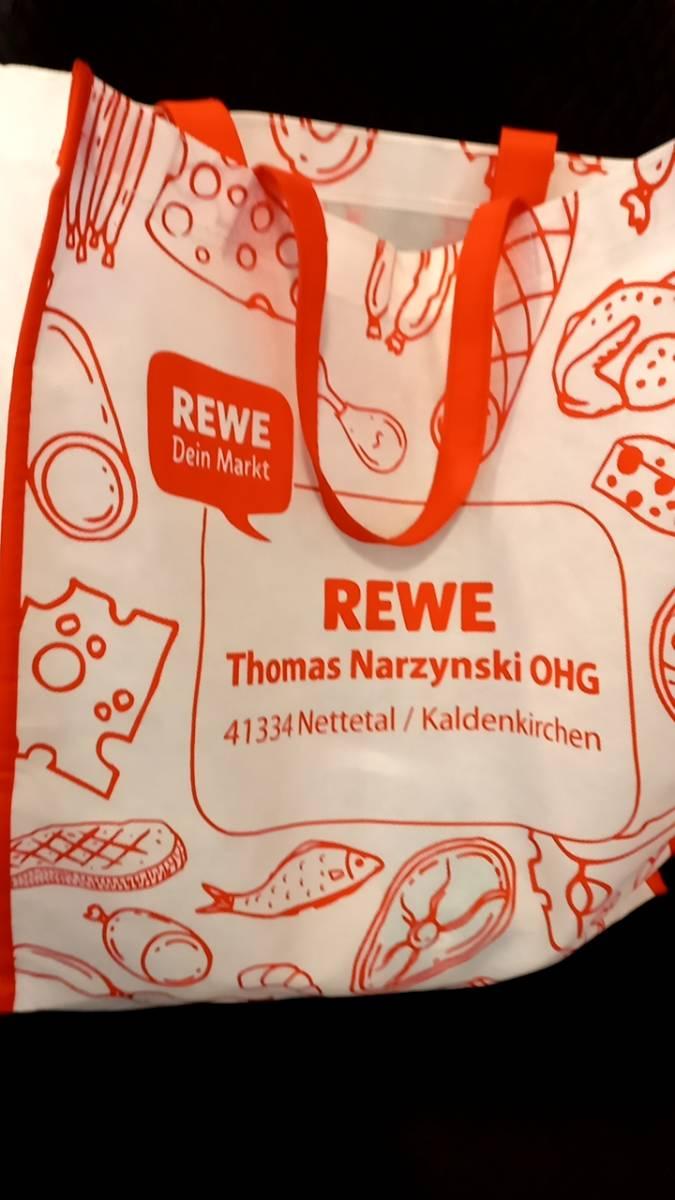 REWE
Dein Markt
REWE
Thomas Narzynski OHG
41334 Nettetal / Kaldenkirchen